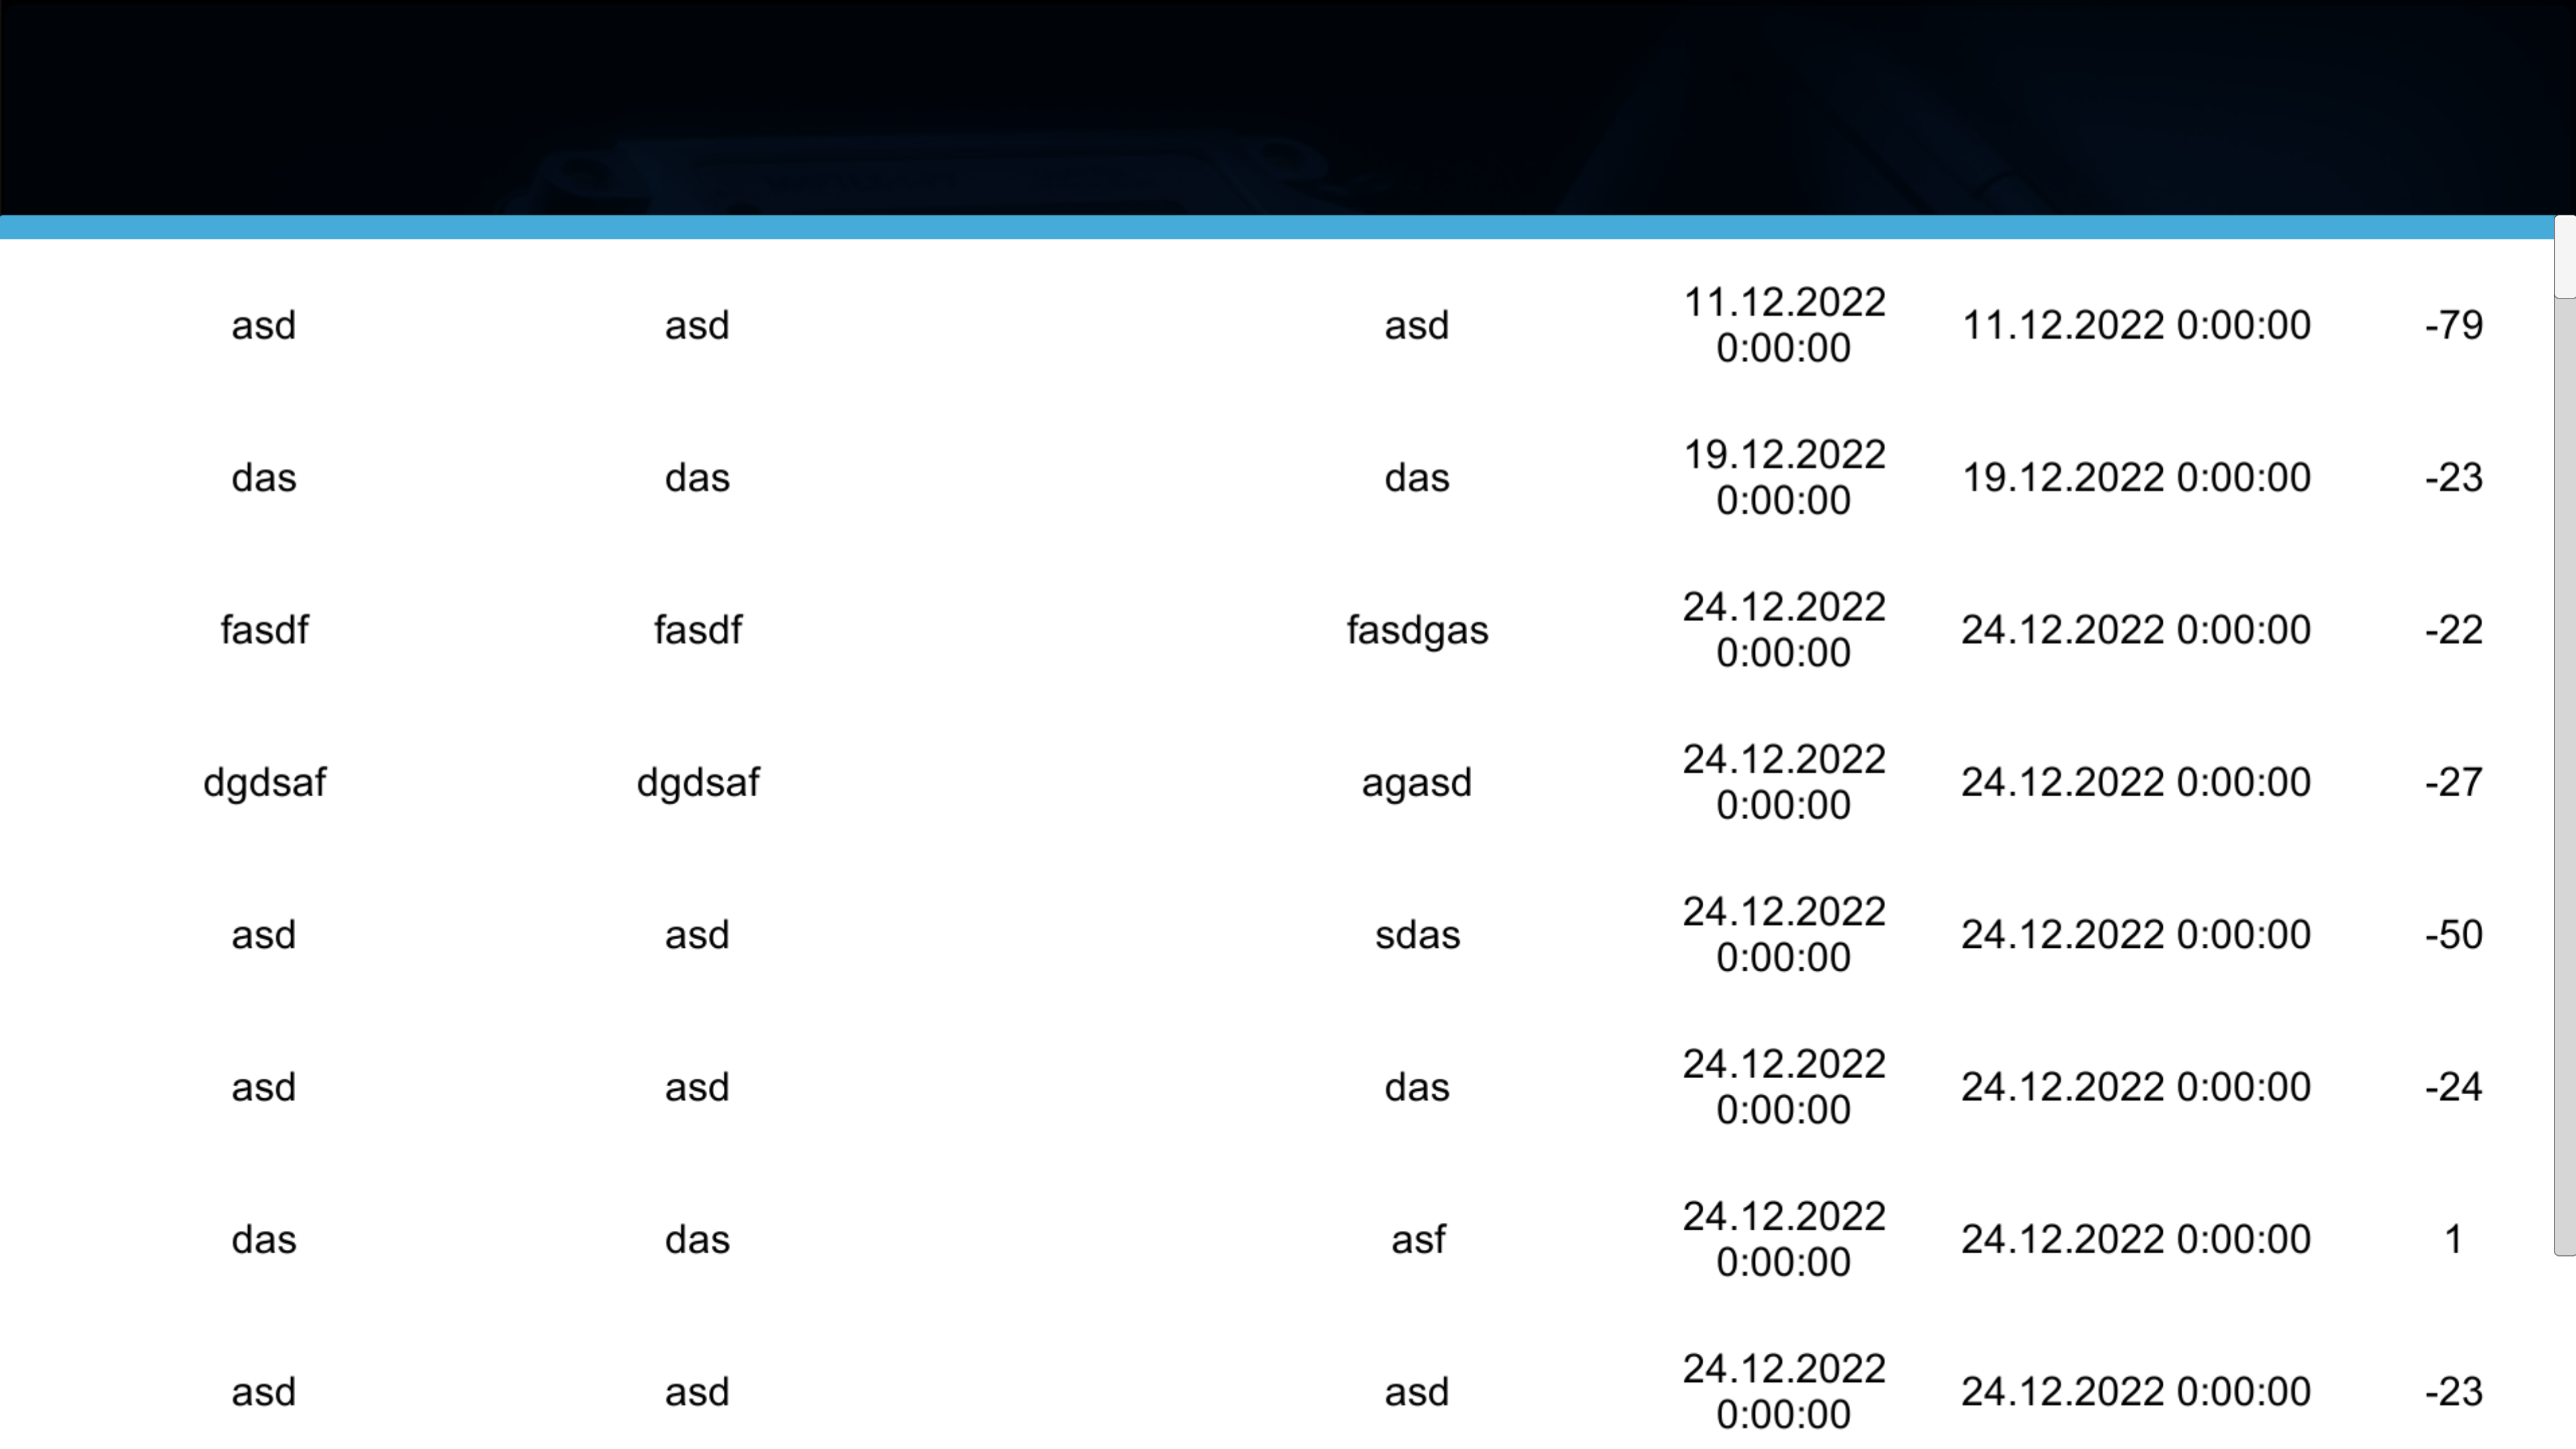 asd asd asd 11.12.2022 0:00:00 11.12.2022 0:00:00 -79
das das das 19.12.2022 0:00:00 19.12.2022 0:00:00 -23
fasdf fasdf fasdgas 24.12.2022 0:00:00 24.12.2022 0:00:00 -22
dgdsaf dgdsaf agasd 24.12.2022 0:00:00 24.12.2022 0:00:00 -27
asd asd sdas 24.12.2022 0:00:00 24.12.2022 0:00:00 -50
asd asd das 24.12.2022 0:00:00 24.12.2022 0:00:00 -24
das das asf 24.12.2022 0:00:00 24.12.2022 0:00:00 1
asd asd asd 24.12.2022 0:00:00 24.12.2022 0:00:00 -23